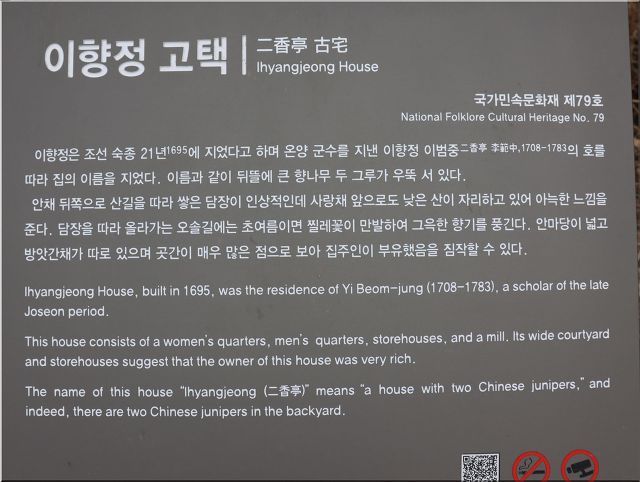 이향정 고택
二香亭 古宅
Ihyangjeong House
국가민속문화재 제79호
National Folklore Cultural Heritage No. 79
이향정은 조선 숙종 21년1695에 지었다고 하며 온양 군수를 지낸 이향정 이범중二香亭 李範中,1708-1783의 호를
따라 집의 이름을 지었다. 이름과 같이 뒤뜰에 큰 향나무 두 그루가 우뚝 서 있다.
안채 뒤쪽으로 산길을 따라 쌓은 담장이 인상적인데 사랑채 앞으로도 낮은 산이 자리하고 있어 아늑한 느낌을
준다. 담장을 따라 올라가는 오솔길에는 초여름이면 찔레꽃이 만발하여 그윽한 향기를 풍긴다. 안마당이 넓고
방앗간채가 따로 있으며 곳간이 매우 많은 점으로 보아 집주인이 부유했음을 짐작할 수 있다.
Ihyangjeong House, built in 1695, was the residence of Yi Beom-jung (1708-1783), a scholar of the late
Joseon period.
This house consists of a women's quarters, men's quarters, storehouses, and a mill. Its wide courtyard
and storehouses suggest that the owner of this house was very rich.
The name of this house "Ihyangjeong (二香亭)" means "a house with two Chinese junipers," and
indeed, there are two Chinese junipers in the backyard.